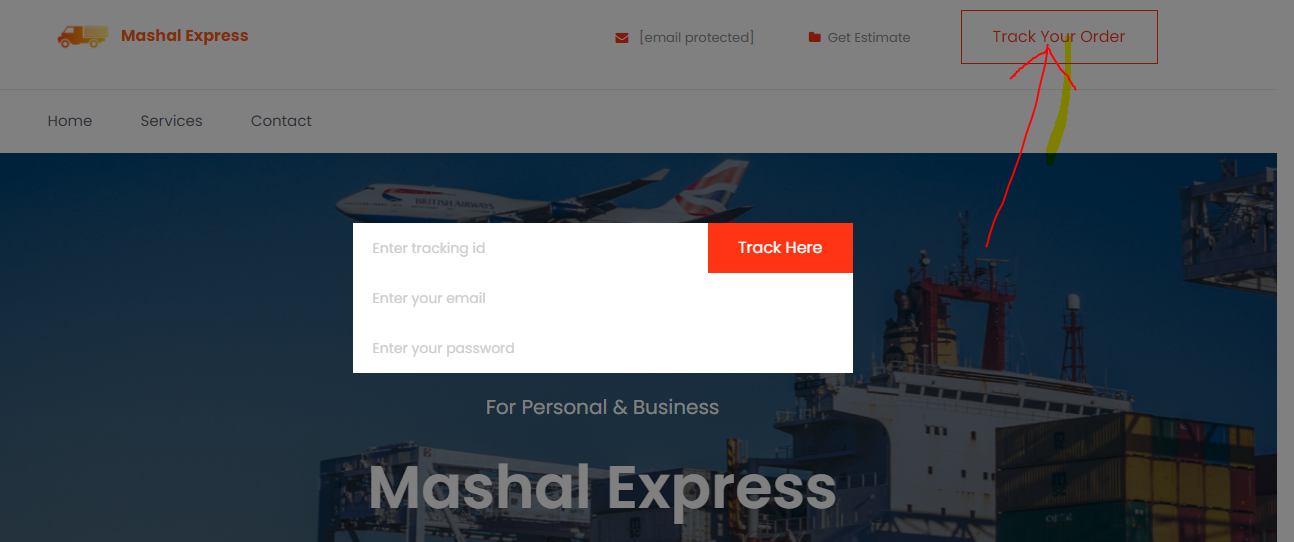 Mashal Express
[email protected]
Get Estimate
Track Your Order
Home
Services
Contact
BRITISH AIRWAYS
Enter tracking id
Track Here
Enter your email
Enter your password
For Personal & Business
Mashal Express